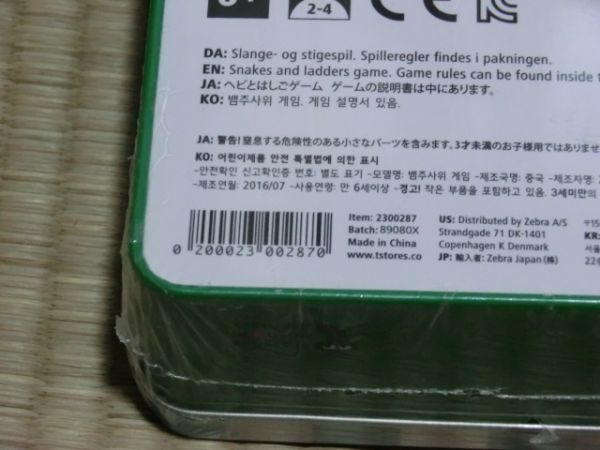 2-4
CE
DA: Slange- og stigespil. Spilleregler findes i pakningen.
EN: Snakes and ladders game. Game rules can be found inside
JA: ヘビとはしごゲーム ゲームの説明書は中にあります。
KO: 뱀주사위 게임. 게임 설명서 있음.
JA: 警告! 窒息する危険性のある小さなパーツを含みます。3才未満のお子様用ではありませ
KO: 어린이제품 안전 특별법에 의한 표시
-안전확인 신고확인증 번호: 별도 표기 -모델명: 뱀주사위 게임 -제조국명: 중국 -제조자명:
-제조연월: 2016/07 -사용연령: 만 6세이상 -경고! 작은 부품을 포함하고 있음. 3세미만의
Item: 2300287
Batch: 89080X
Made in China
www.tstores.co
0 200023 002870
US: Distributed by Zebra A/S
Strandgade 71 DK-1401
Copenhagen K Denmark
JP: 輸入者: Zebra Japan(株)
〒15
KR:
서울
22층